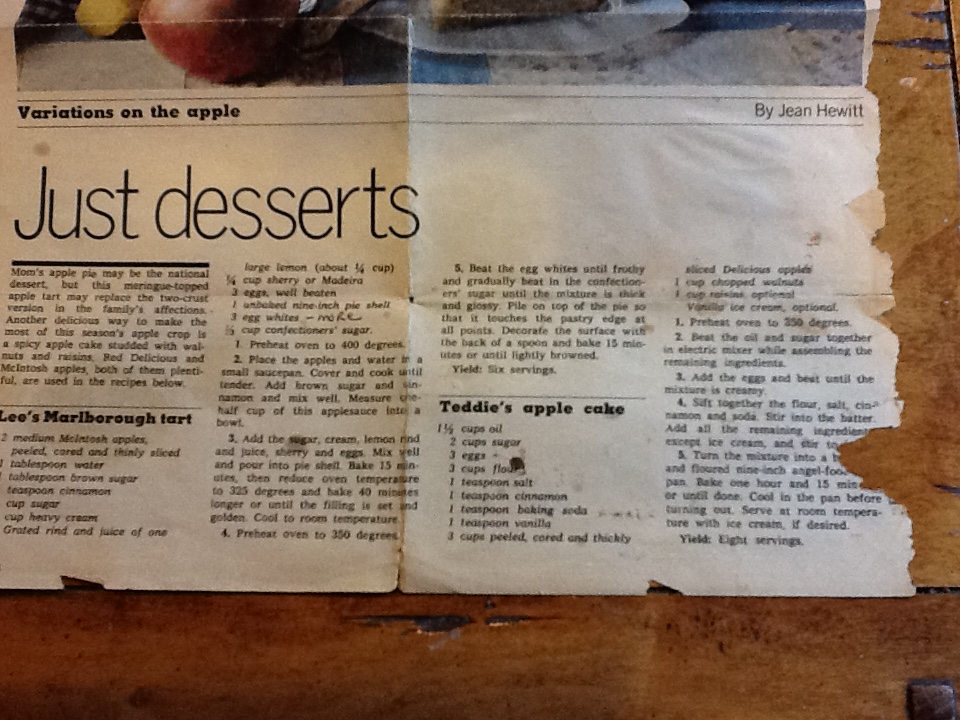 Variations on the apple
By Jean Hewitt
Just desserts
Mom's apple pie may be the national
dessert, but this meringue-topped
apple tart may replace the two-crust
version in the family's affections.
Another delicious way to make the
most of this season's apple crop is
a spicy apple cake studded with wal-
nuts and raisins. Red Delicious and
McIntosh apples, both of them plenti-
ful, are used in the recipes below.
Lee's Marlborough tart
2 medium McIntosh apples,
peeled, cored and thinly sliced
tablespoon water
tablespoon brown sugar
teaspoon cinnamon
cup sugar
cup heavy cream
Grated rind and juice of one
large lemon (about ¼ cup)
¼ cup sherry or Madeira
3 eggs, well beaten
1 unbaked nine-inch pie shell
3 egg whites — more
cup confectioners' sugar.
1. Preheat oven to 400 degrees.
2. Place the apples and water in a
small saucepan. Cover and cook until
tender. Add brown sugar and cin-
namon and mix well. Measure one-
half cup of this applesauce into a
bowl.
3. Add the sugar, cream, lemon rind
and juice, sherry and eggs. Mix well
and pour into pie shell. Bake 15 min-
utes, then reduce oven temperature
to 325 degrees and bake 40 minutes
longer or until the filling is set and
golden. Cool to room temperature.
4. Preheat oven to 350 degrees.
5. Beat the egg whites until frothy
and gradually beat in the confection-
ers' sugar until the mixture is thick
and glossy. Pile on top of the pie so
that it touches the pastry edge at
all points. Decorate the surface with
the back of a spoon and bake 15 min-
utes or until lightly browned.
Yield: Six servings.
Teddie's apple cake
1½ cups oil
2 cups sugar
3 eggs
3 cups flour
1 teaspoon salt
1 teaspoon cinnamon
1 teaspoon baking soda
1 teaspoon vanilla
3 cups peeled, cored and thickly
sliced Delicious apples
1 cup chopped walnuts
1 cup raisins optional
Vanilla ice cream, optional.
1. Preheat oven to 350 degrees.
2. Beat the oil and sugar together
in electric mixer while assembling the
remaining ingredients.
3. Add the eggs and beat until the
mixture is creamy.
4. Sift together the flour, salt, cin-
namon and soda. Stir into the batter.
Add all the remaining ingredients
except ice cream, and stir to
5. Turn the mixture into a
and floured nine-inch angel-food
pan. Bake one hour and 15
or until done. Cool in the pan before
turning out. Serve at room tempera-
ture with ice cream, if desired.
Yield: Eight servings.